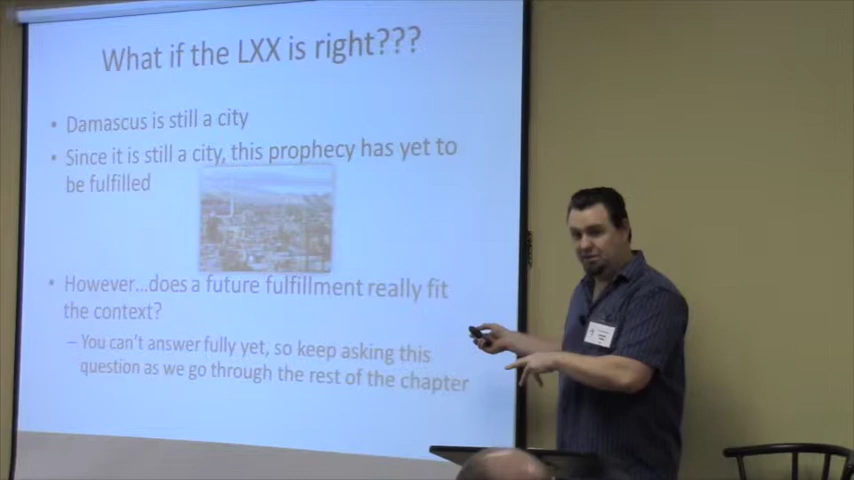 What if the LXX is right???
• Damascus is still a city
• Since it is still a city, this prophecy has yet to
be fulfilled
• However...does a future fulfillment really fit
the context?
– You can't answer fully yet, so keep asking this
question as we go through the rest of the chapter